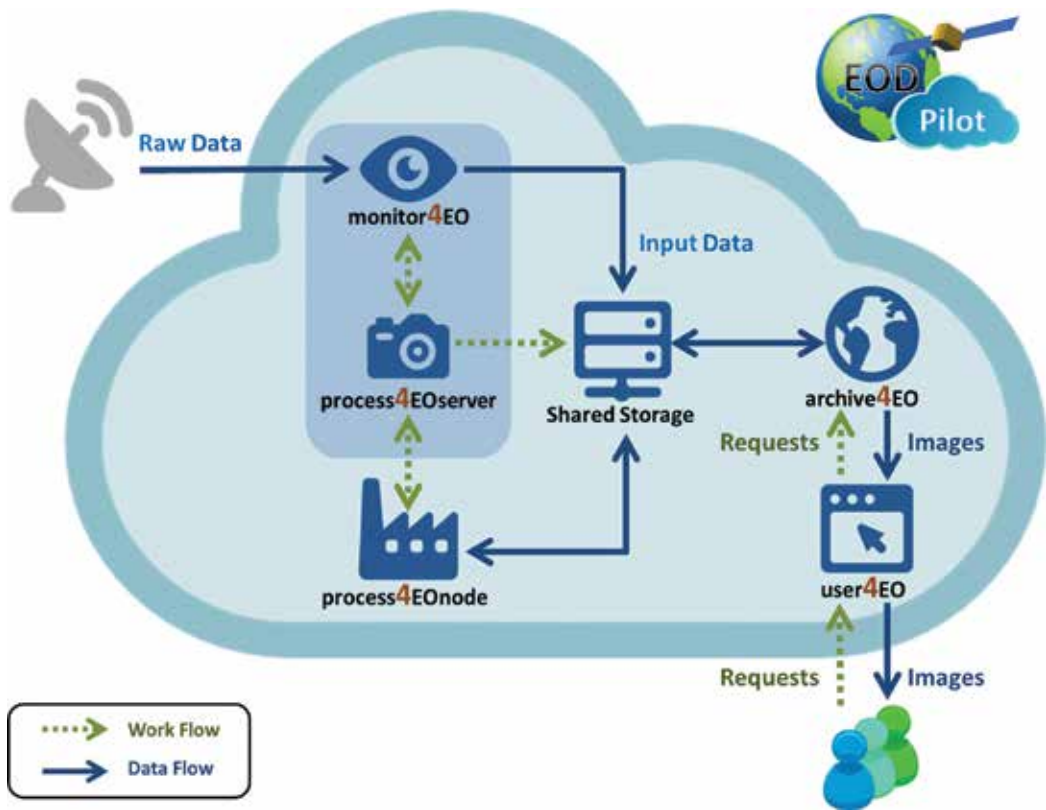 EOD
Pilot
Raw Data
monitor4EO
Input Data
process4EOserver
Shared Storage
archive4EO
Requests
Images
process4EOnode
user4EO
Requests
Images
Work Flow
Data Flow